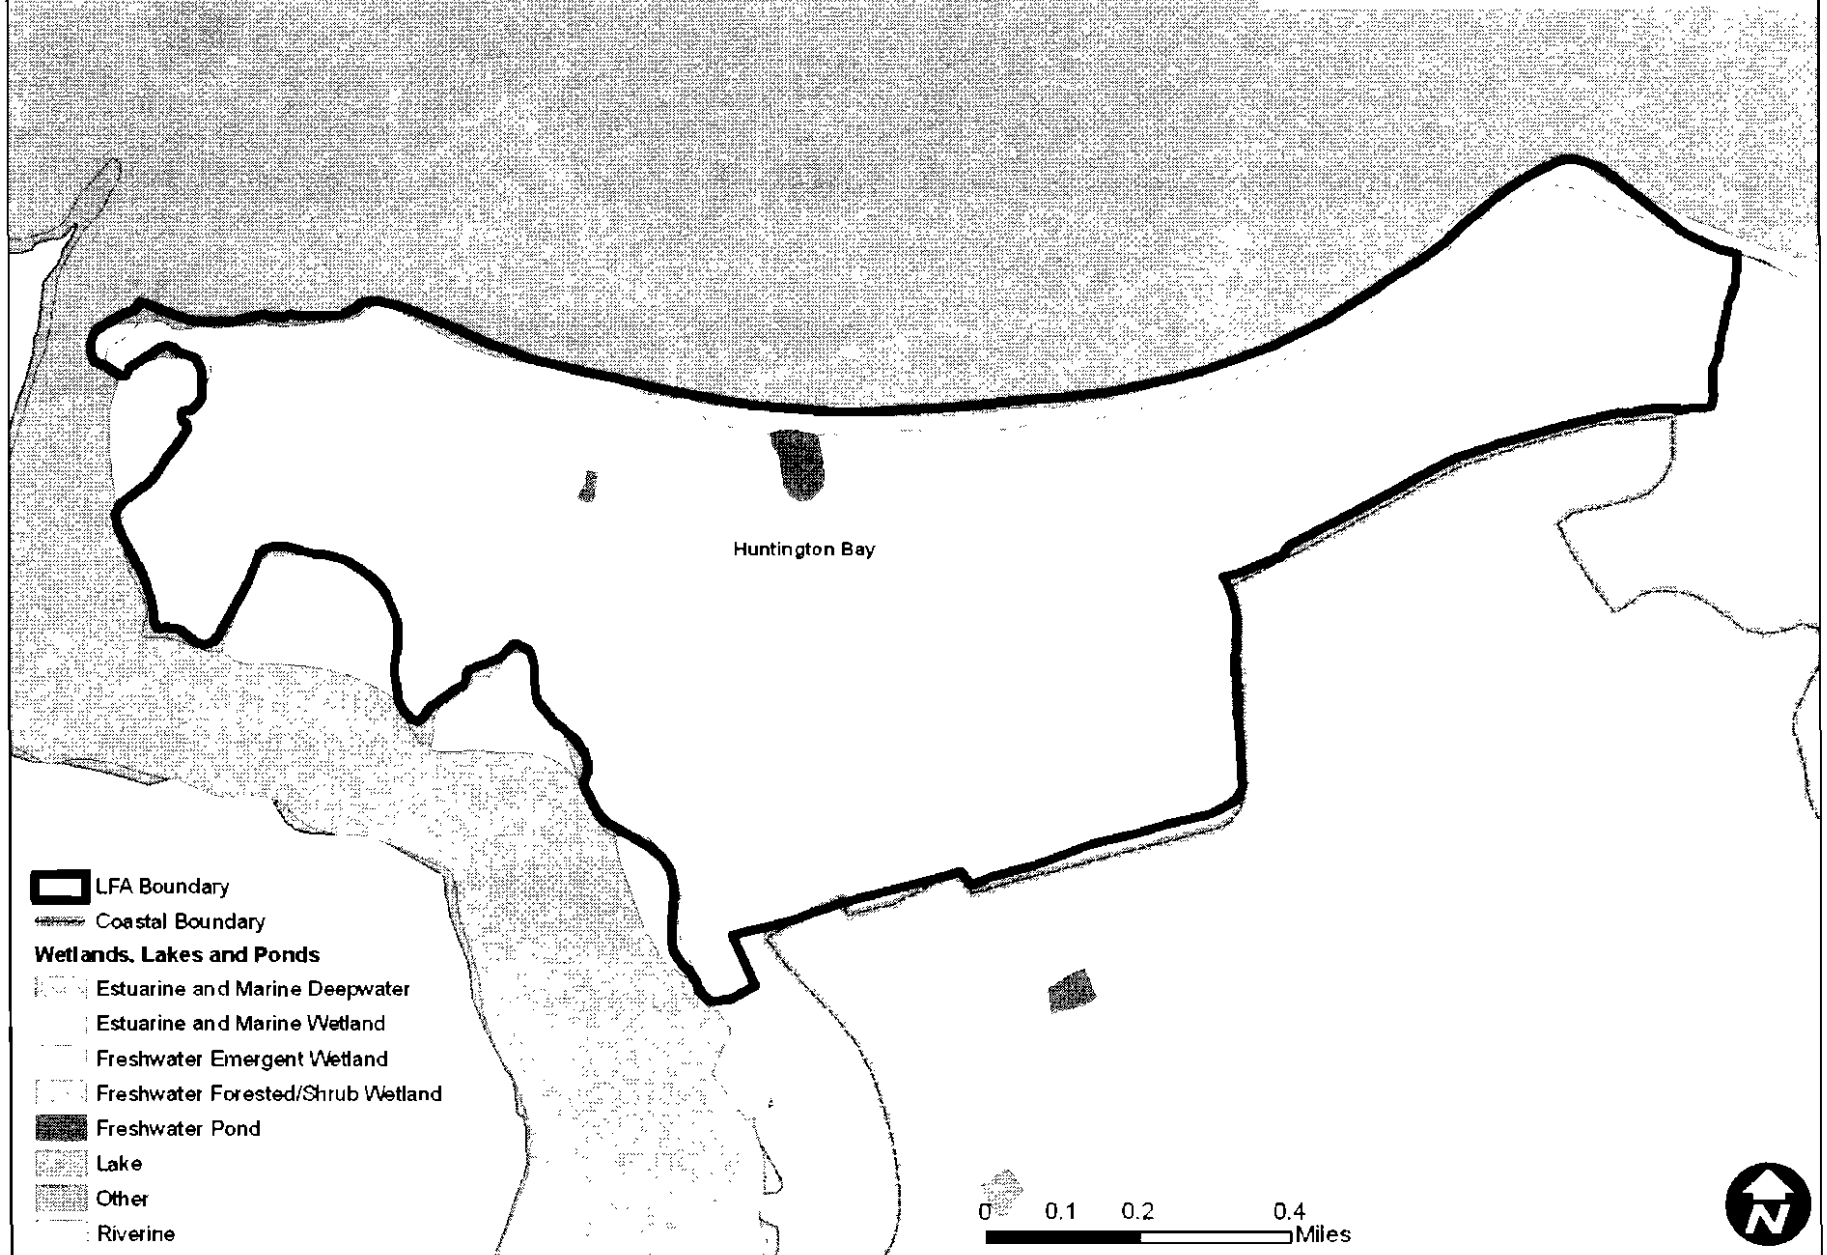 Huntington Bay
LFA Boundary
Coastal Boundary
Wetlands, Lakes and Ponds
Estuarine and Marine Deepwater
Estuarine and Marine Wetland
Freshwater Emergent Wetland
Freshwater Forested/Shrub Wetland
Freshwater Pond
Lake
Other
Riverine
0 0.1 0.2 0.4
Miles
N